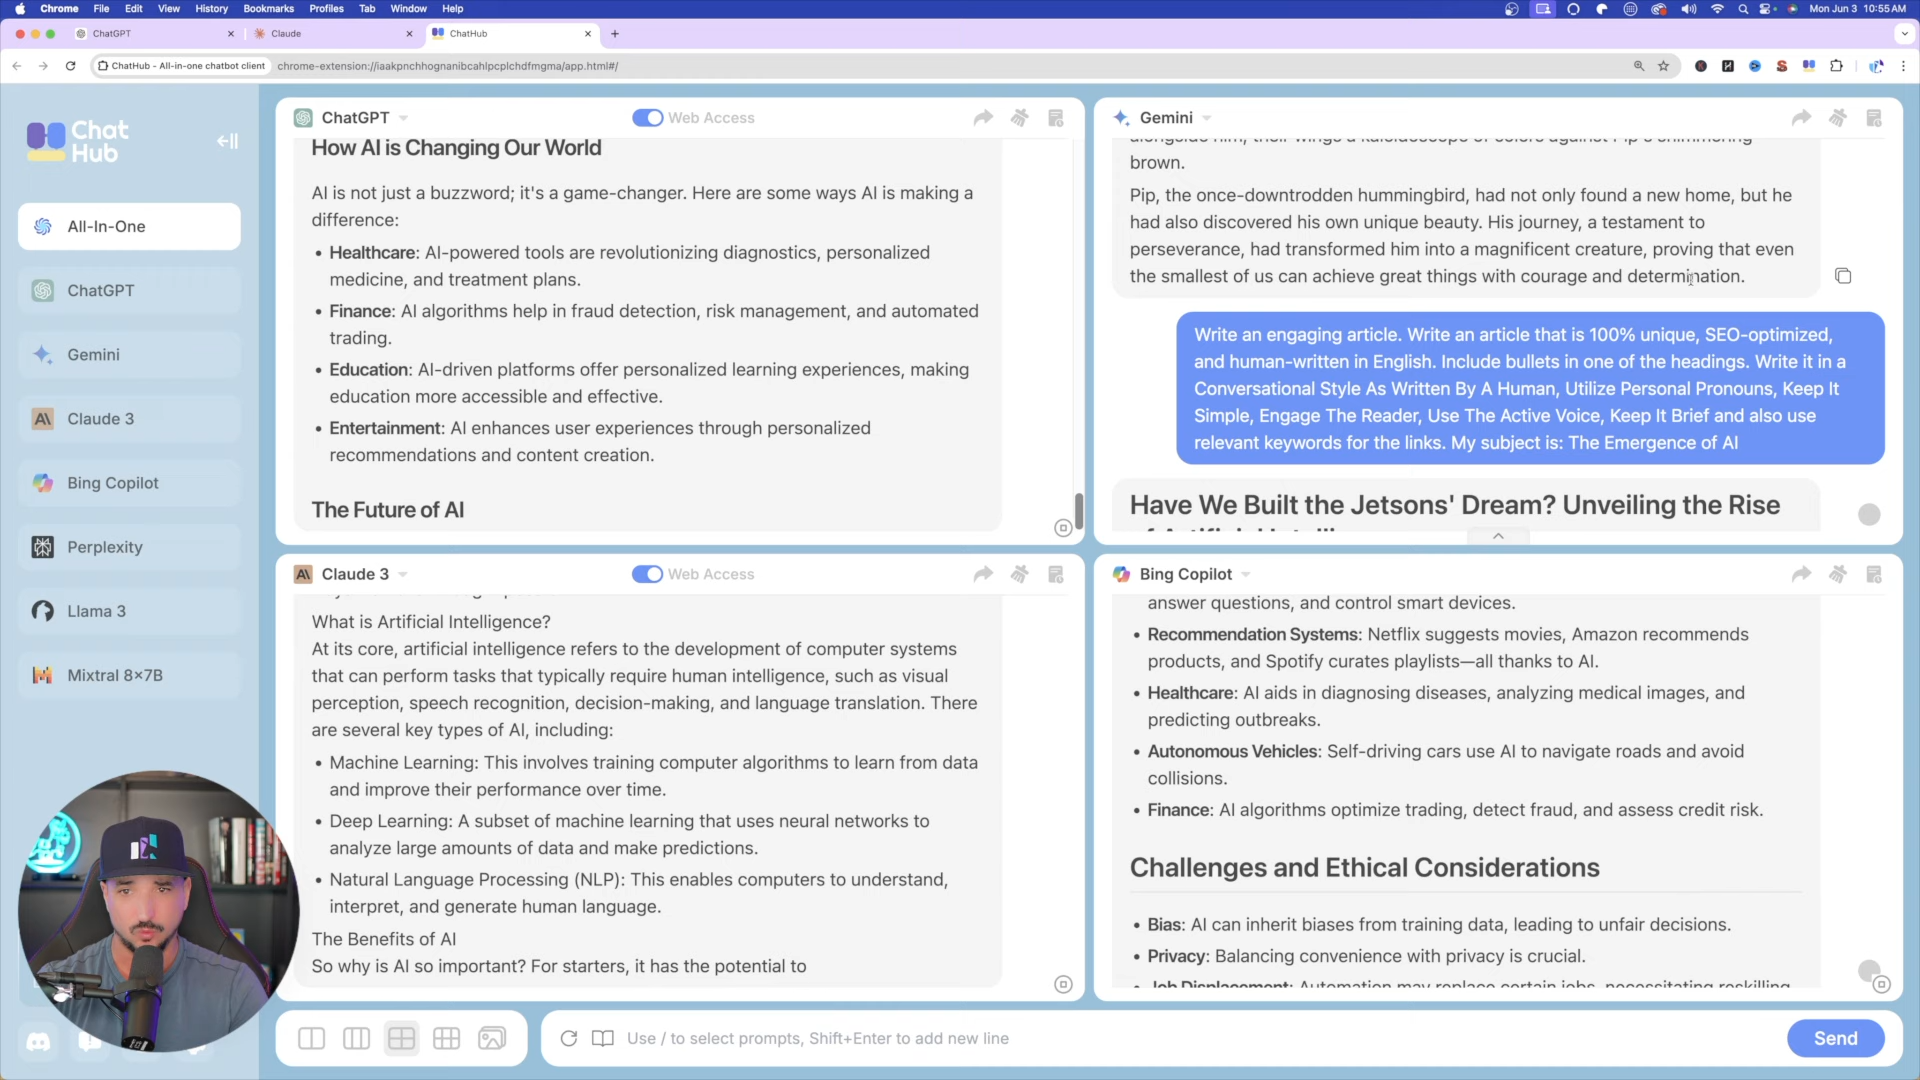 Chrome File Edit View History Bookmarks Profiles Tab Window Help
Mon Jun 3 10:55 AM
ChatGPT
Claude
ChatHub
ChatHub - All-in-one chatbot client
chrome-extension://iaakpnchhognanibcahlpcplchdfmgma/app.html#/
Chat
Hub
All-In-One
ChatGPT
Gemini
Claude 3
Bing Copilot
Perplexity
Llama 3
Mixtral 8x7B
ChatGPT
Web Access
How AI is Changing Our World
AI is not just a buzzword; it's a game-changer. Here are some ways AI is making a
difference:
• Healthcare: AI-powered tools are revolutionizing diagnostics, personalized
medicine, and treatment plans.
• Finance: AI algorithms help in fraud detection, risk management, and automated
trading.
• Education: AI-driven platforms offer personalized learning experiences, making
education more accessible and effective.
• Entertainment: AI enhances user experiences through personalized
recommendations and content creation.
The Future of AI
Gemini
alongside him, their wings a kaleidoscope of colors against Pip's shimmering
brown.
Pip, the once-downtrodden hummingbird, had not only found a new home, but he
had also discovered his own unique beauty. His journey, a testament to
perseverance, had transformed him into a magnificent creature, proving that even
the smallest of us can achieve great things with courage and determination.
Write an engaging article. Write an article that is 100% unique, SEO-optimized,
and human-written in English. Include bullets in one of the headings. Write it in a
Conversational Style As Written By A Human, Utilize Personal Pronouns, Keep It
Simple, Engage The Reader, Use The Active Voice, Keep It Brief and also use
relevant keywords for the links. My subject is: The Emergence of AI
Have We Built the Jetsons' Dream? Unveiling the Rise
Claude 3
Web Access
What is Artificial Intelligence?
At its core, artificial intelligence refers to the development of computer systems
that can perform tasks that typically require human intelligence, such as visual
perception, speech recognition, decision-making, and language translation. There
are several key types of AI, including:
• Machine Learning: This involves training computer algorithms to learn from data
and improve their performance over time.
• Deep Learning: A subset of machine learning that uses neural networks to
analyze large amounts of data and make predictions.
• Natural Language Processing (NLP): This enables computers to understand,
interpret, and generate human language.
The Benefits of AI
So why is AI so important? For starters, it has the potential to
Bing Copilot
answer questions, and control smart devices.
• Recommendation Systems: Netflix suggests movies, Amazon recommends
products, and Spotify curates playlists—all thanks to AI.
• Healthcare: AI aids in diagnosing diseases, analyzing medical images, and
predicting outbreaks.
• Autonomous Vehicles: Self-driving cars use AI to navigate roads and avoid
collisions.
• Finance: AI algorithms optimize trading, detect fraud, and assess credit risk.
Challenges and Ethical Considerations
• Bias: AI can inherit biases from training data, leading to unfair decisions.
• Privacy: Balancing convenience with privacy is crucial.
• Job Displacement: Automation may replace certain jobs, necessitating reskilling
Use / to select prompts, Shift+Enter to add new line
Send